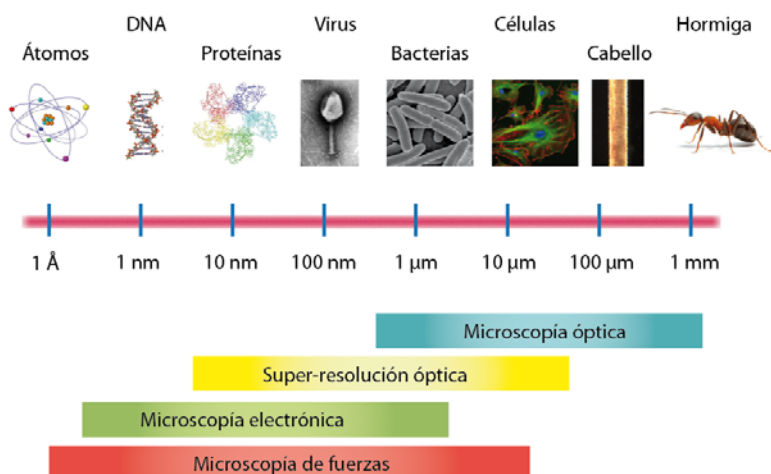 DNA Virus Células Hormiga
Átomos Proteínas Bacterias Cabello
1 Å 1 nm 10 nm 100 nm 1 µm 10 µm 100 µm 1 mm
Microscopía óptica
Super-resolución óptica
Microscopía electrónica
Microscopía de fuerzas